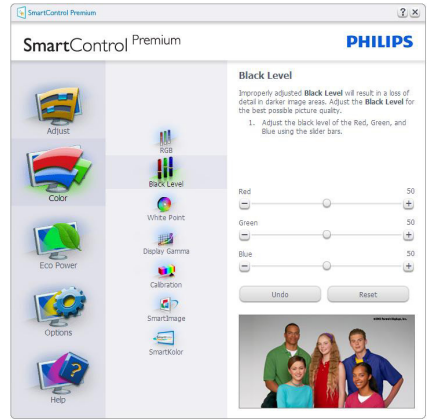 SmartControl Premium
? ×
SmartControl Premium
PHILIPS
Adjust
Color
Eco Power
Options
Help
RGB
Black Level
White Point
Display Gamma
Calibration
SmartImage
SmartKolor
Black Level
Improperly adjusted Black Level will result in a loss of
detail in darker image areas. Adjust the Black Level for
the best possible picture quality.
1. Adjust the black level of the Red, Green, and
Blue using the slider bars.
Red 50
Green 50
Blue 50
Undo Reset